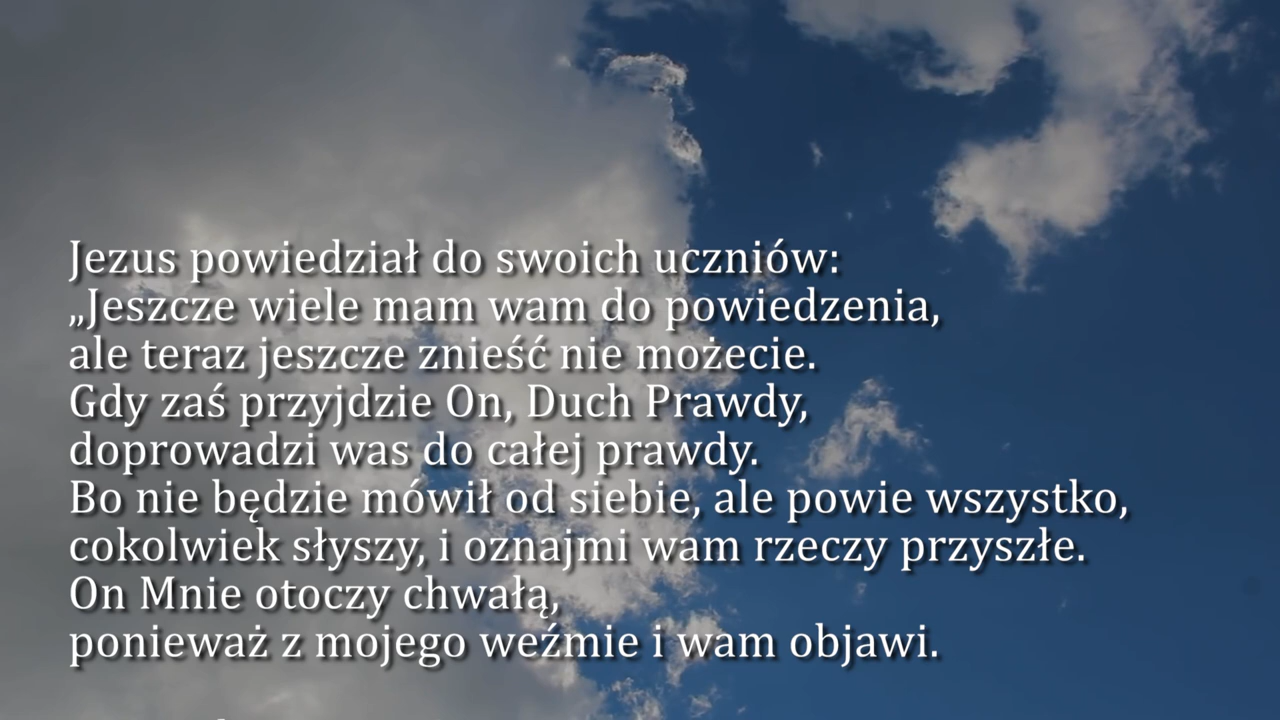 Jezus powiedział do swoich uczniów:
„Jeszcze wiele mam wam do powiedzenia,
ale teraz jeszcze znieść nie możecie.
Gdy zaś przyjdzie On, Duch Prawdy,
doprowadzi was do całej prawdy.
Bo nie będzie mówił od siebie, ale powie wszystko,
cokolwiek słyszy, i oznajmi wam rzeczy przyszłe.
On Mnie otoczy chwałą,
ponieważ z mojego weźmie i wam objawi.